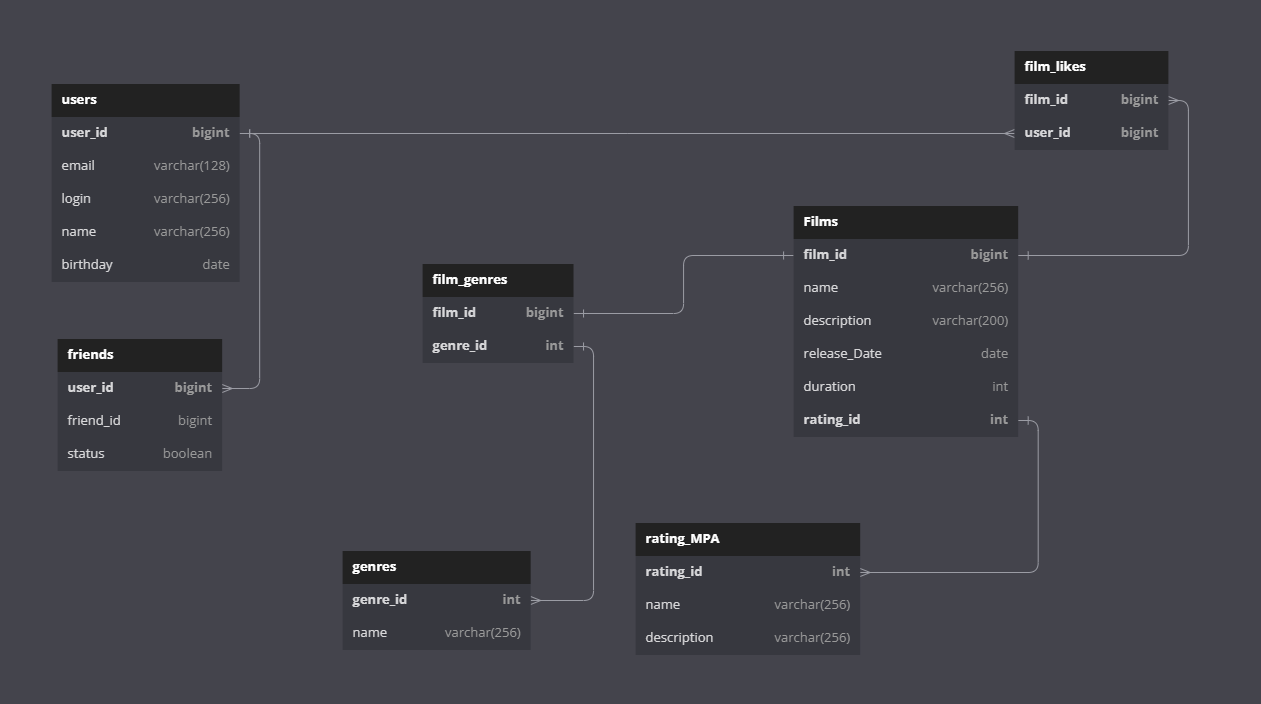 users
user_id bigint
email varchar(128)
login varchar(256)
name varchar(256)
birthday date
friends
user_id bigint
friend_id bigint
status boolean
film_genres
film_id bigint
genre_id int
genres
genre_id int
name varchar(256)
film_likes
film_id bigint
user_id bigint
Films
film_id bigint
name varchar(256)
description varchar(200)
release_Date date
duration int
rating_id int
rating_MPA
rating_id int
name varchar(256)
description varchar(256)